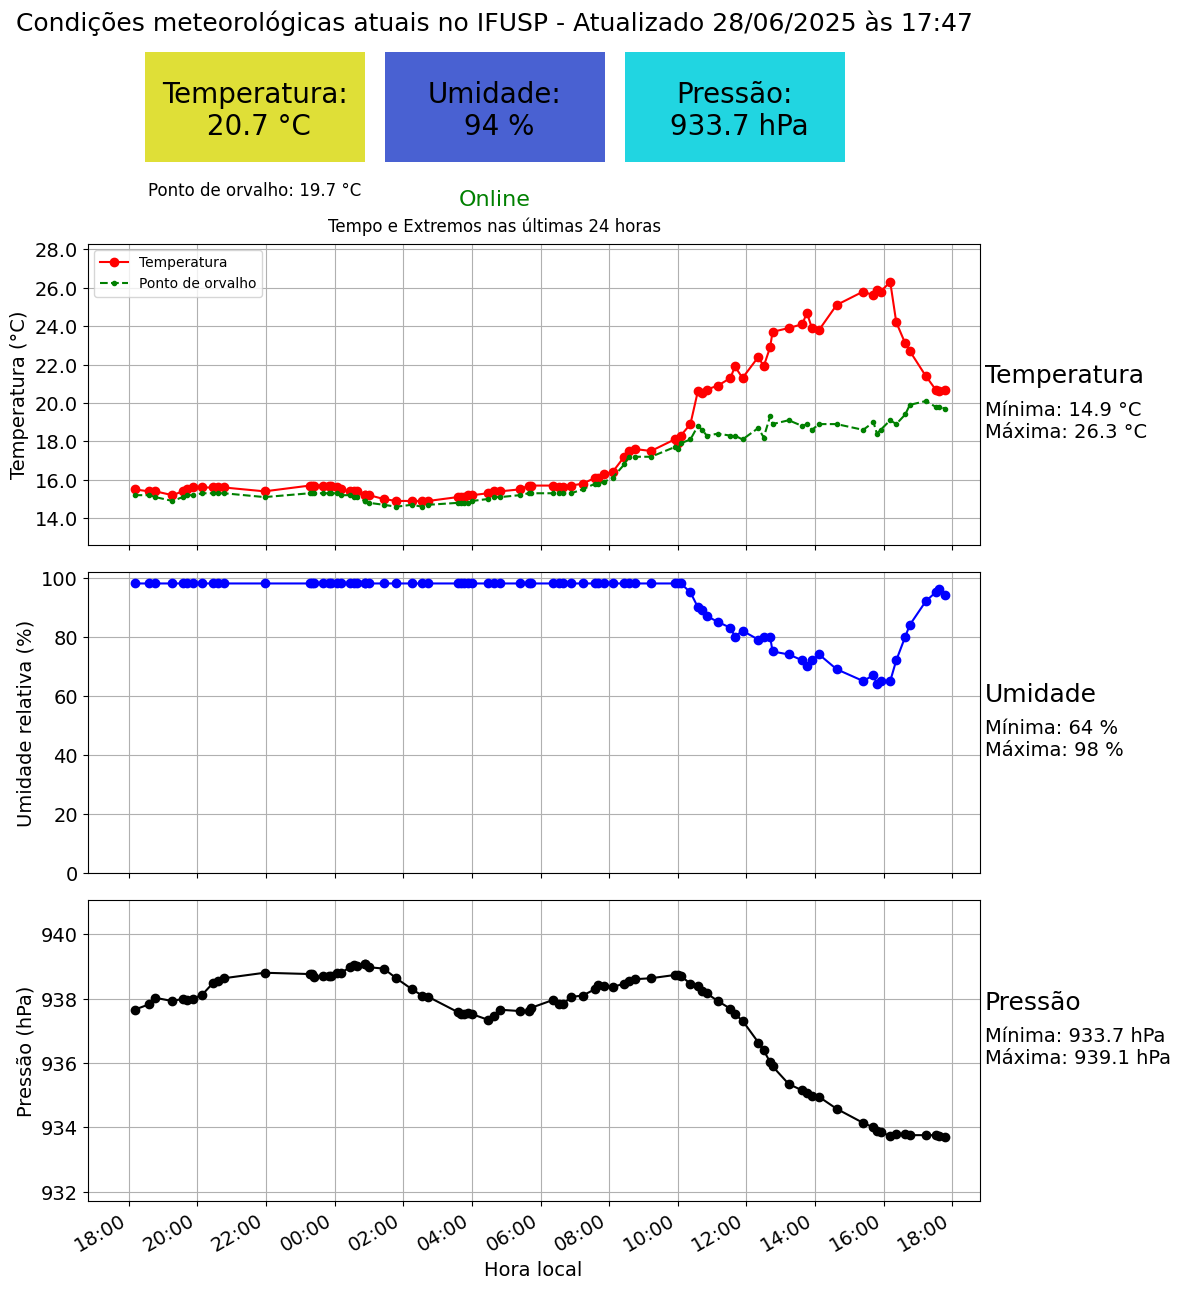 Condições meteorológicas atuais no IFUSP - Atualizado 28/06/2025 às 17:47
Temperatura:
20.7 °C
Umidade:
94 %
Pressão:
933.7 hPa
Ponto de orvalho: 19.7 °C
Online
Tempo e Extremos nas últimas 24 horas
Temperatura (°C)
28.0
26.0
24.0
22.0
20.0
18.0
16.0
14.0
Temperatura
Ponto de orvalho
Temperatura
Mínima: 14.9 °C
Máxima: 26.3 °C
Umidade relativa (%)
100
80
60
40
20
0
Umidade
Mínima: 64 %
Máxima: 98 %
Pressão (hPa)
940
938
936
934
932
Pressão
Mínima: 933.7 hPa
Máxima: 939.1 hPa
18:00 20:00 22:00 00:00 02:00 04:00 06:00 08:00 10:00 12:00 14:00 16:00 18:00
Hora local